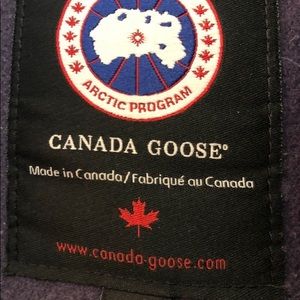 ARCTIC PROGRAM
CANADA GOOSE®
Made in Canada/Fabriqué au Canada
www.canada-goose.com